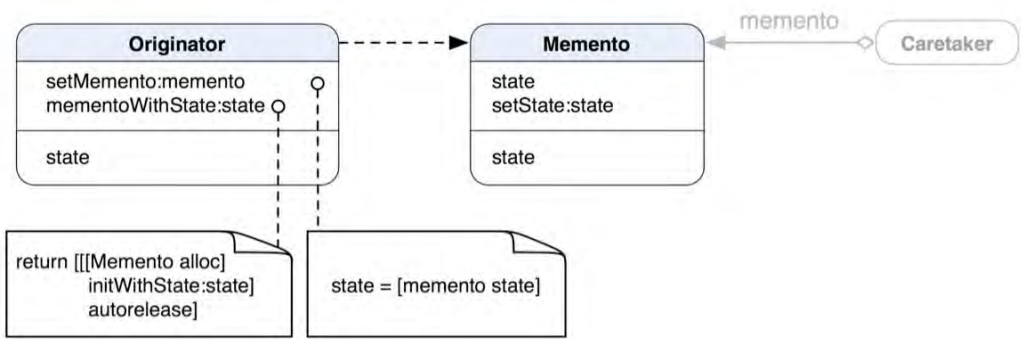 memento
Originator
Memento
Caretaker
setMemento:memento
mementoWithState:state
state
setState:state
state
state
return [[[Memento alloc]
initWithState:state]
autorelease]
state = [memento state]